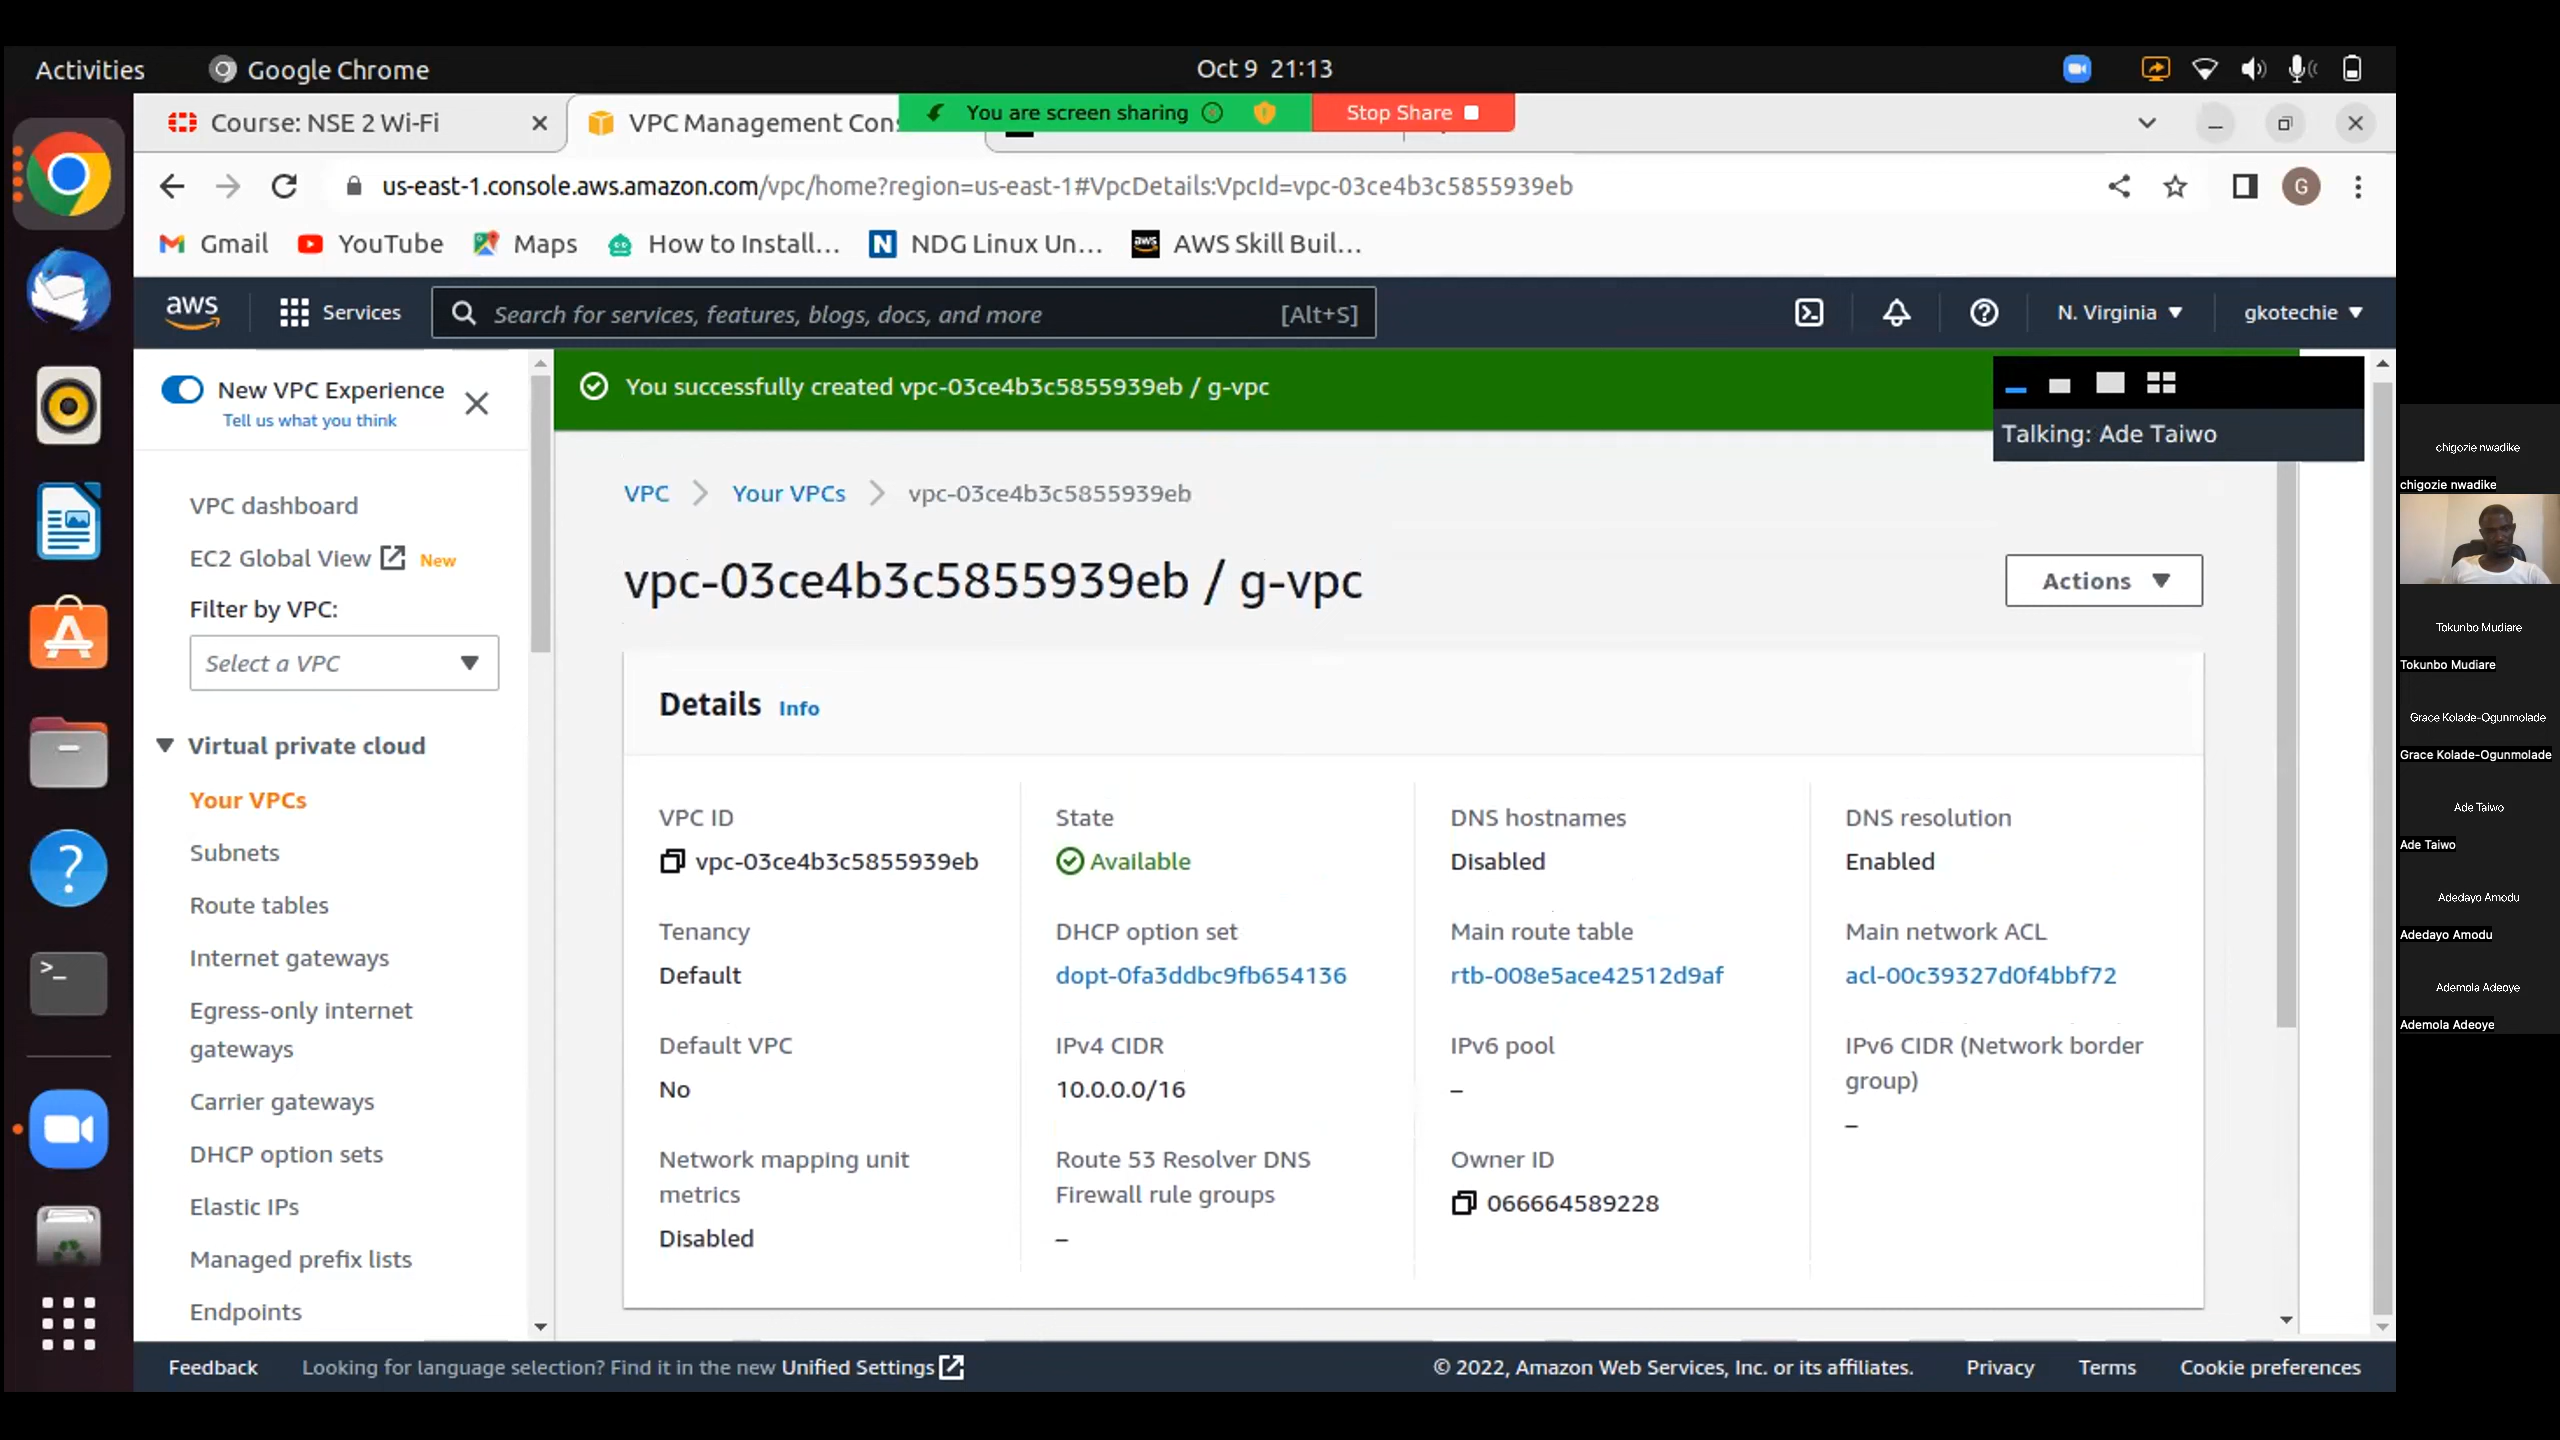 Activities
Google Chrome
Oct 9 21:13
Course: NSE 2 Wi-Fi
VPC Management Con
You are screen sharing
Stop Share
us-east-1.console.aws.amazon.com/vpc/home?region=us-east-1#VpcDetails:VpcId=vpc-03ce4b3c5855939eb
G
Gmail
YouTube
Maps
How to Install...
NDG Linux Un...
AWS Skill Buil...
aws
Services
Search for services, features, blogs, docs, and more
[Alt+S]
N. Virginia
gkotechie
New VPC Experience
Tell us what you think
You successfully created vpc-03ce4b3c5855939eb / g-vpc
Talking: Ade Taiwo
VPC dashboard
EC2 Global View
New
Filter by VPC:
Select a VPC
Virtual private cloud
Your VPCs
Subnets
Route tables
Internet gateways
Egress-only internet
gateways
Carrier gateways
DHCP option sets
Elastic IPs
Managed prefix lists
Endpoints
VPC
Your VPCs
vpc-03ce4b3c5855939eb
vpc-03ce4b3c5855939eb / g-vpc
Actions
Details
Info
VPC ID
vpc-03ce4b3c5855939eb
State
Available
DNS hostnames
Disabled
DNS resolution
Enabled
Tenancy
Default
DHCP option set
dopt-0fa3ddbc9fb654136
Main route table
rtb-008e5ace42512d9af
Main network ACL
acl-00c39327d0f4bbf72
Default VPC
No
IPv4 CIDR
10.0.0.0/16
IPv6 pool
–
IPv6 CIDR (Network border
group)
–
Network mapping unit
metrics
Disabled
Route 53 Resolver DNS
Firewall rule groups
–
Owner ID
066664589228
Feedback
Looking for language selection? Find it in the new Unified Settings
© 2022, Amazon Web Services, Inc. or its affiliates.
Privacy
Terms
Cookie preferences
chigozie nwadike
chigozie nwadike
Tokunbo Mudiare
Tokunbo Mudiare
Grace Kolade-Ogunmolade
Grace Kolade-Ogunmolade
Ade Taiwo
Ade Taiwo
Adedayo Amodu
Adedayo Amodu
Ademola Adeoye
Ademola Adeoye